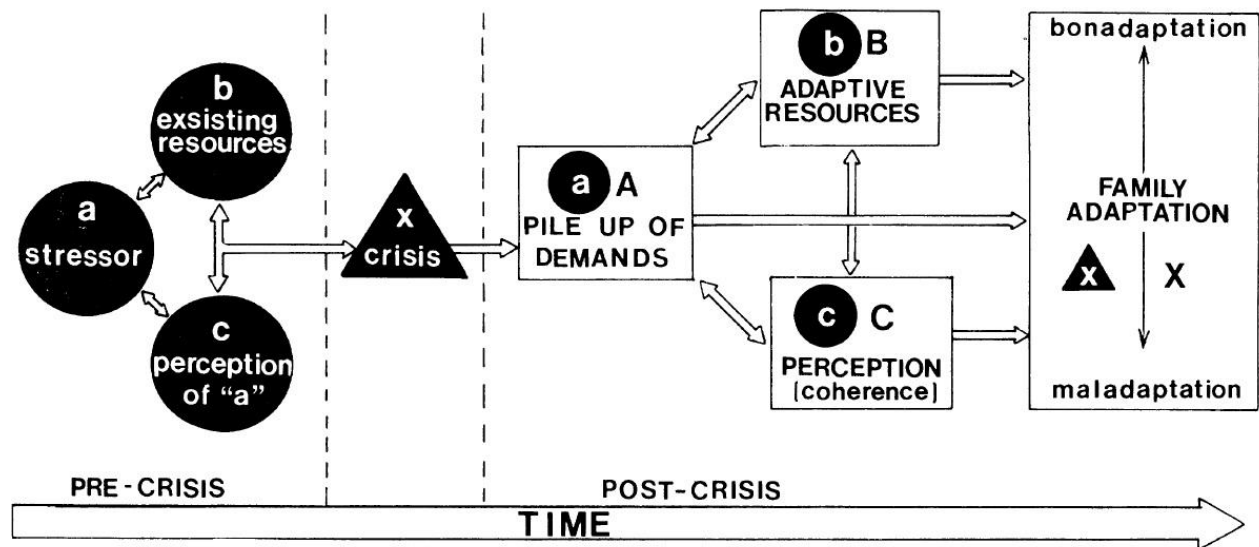 b
exsisting
resources
a
stressor
c
perception
of “a”
x
crisis
a A
PILE UP OF
DEMANDS
b B
ADAPTIVE
RESOURCES
c C
PERCEPTION
(coherence)
bonadaptation
FAMILY
ADAPTATION
x X
maladaptation
PRE-CRISIS
POST-CRISIS
TIME